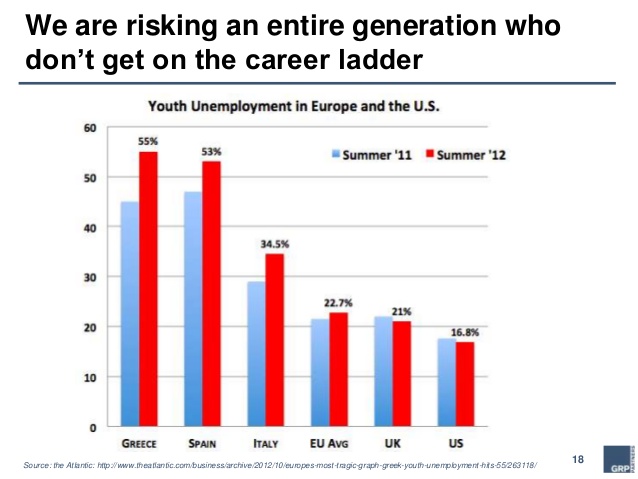 We are risking an entire generation who
don’t get on the career ladder
Youth Unemployment in Europe and the U.S.
Summer '11 Summer '12
60
50
40
30
20
10
0
55%
53%
34.5%
22.7%
21%
16.8%
GREECE SPAIN ITALY EU AVG UK US
Source: the Atlantic: http://www.theatlantic.com/business/archive/2012/10/europes-most-tragic-graph-greek-youth-unemployment-hits-55/263118/
18
GRP PARTNERS